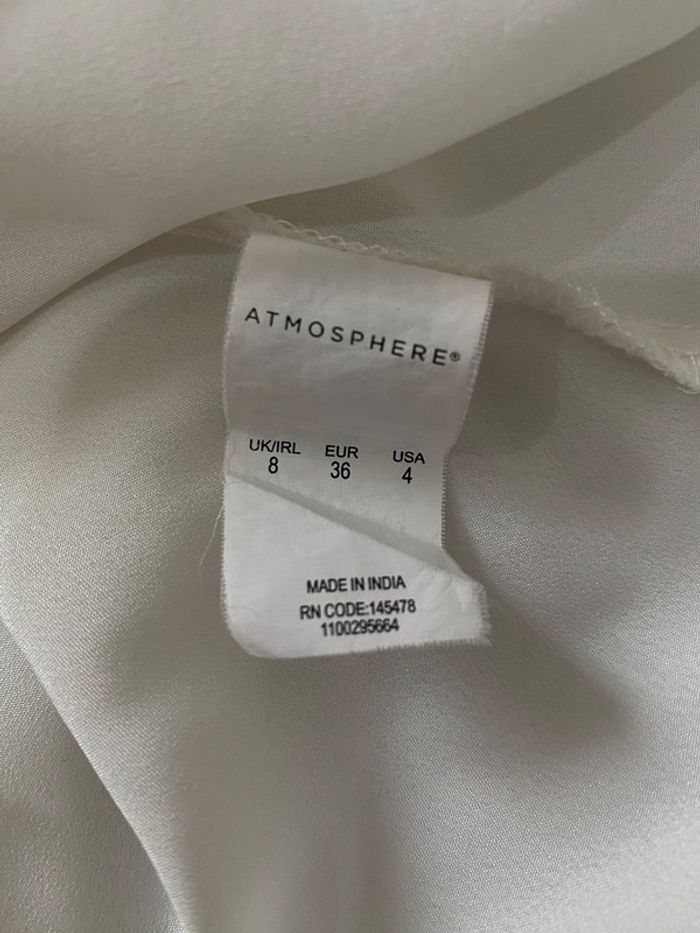 ATMOSPHERE®
UK/IRL EUR USA
8 36 4
MADE IN INDIA
RN CODE:145478
1100295664